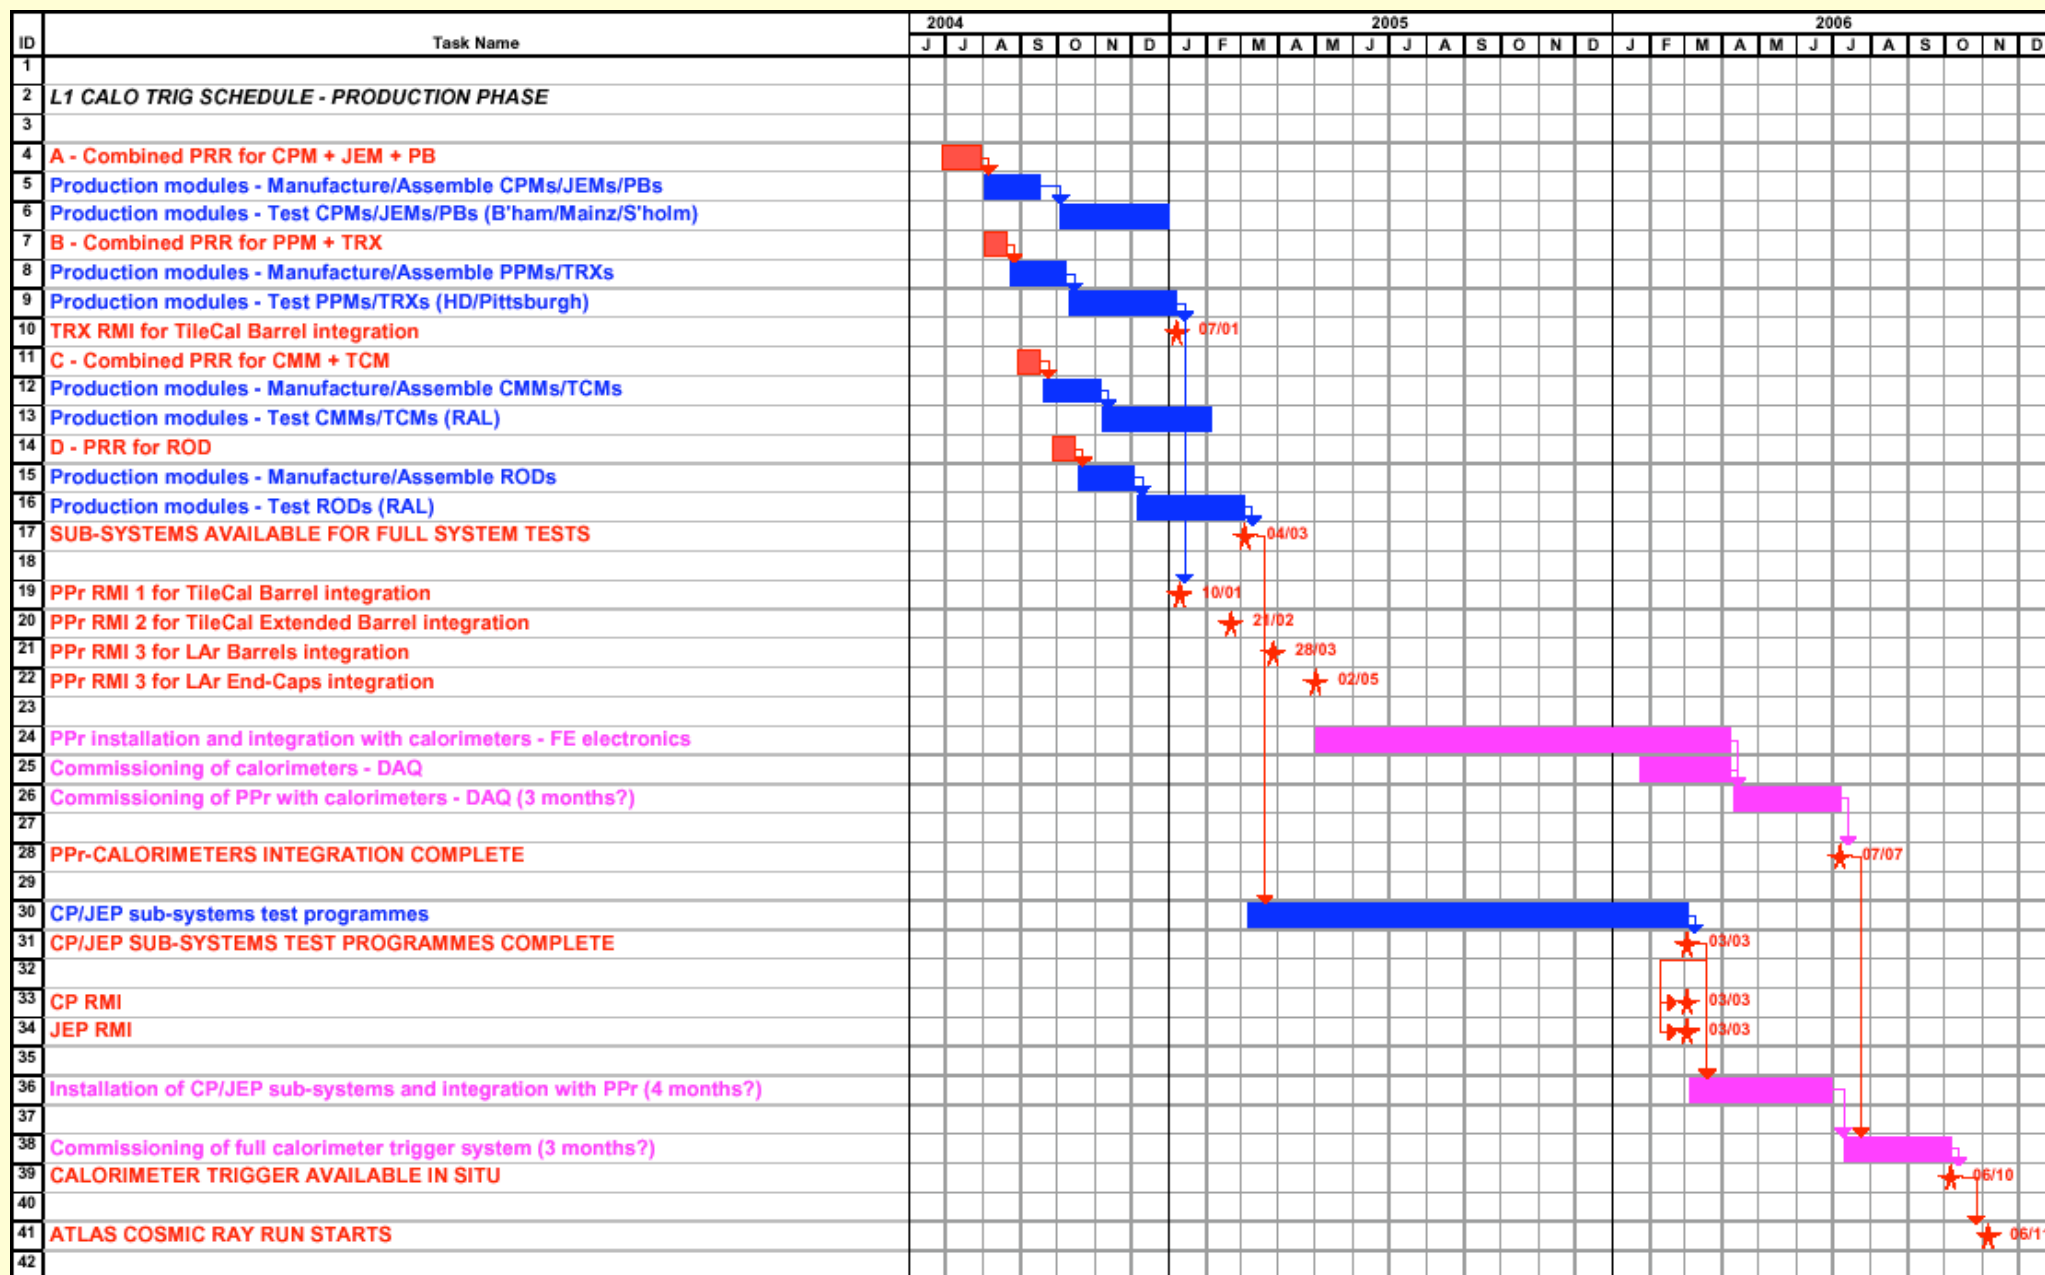 2004 2005 2006
ID Task Name J J A S O N D J F M A M J J A S O N D J F M A M J J A S O N D
1
2 L1 CALO TRIG SCHEDULE - PRODUCTION PHASE
3
4 A - Combined PRR for CPM + JEM + PB
5 Production modules - Manufacture/Assemble CPMs/JEMs/PBs
6 Production modules - Test CPMs/JEMs/PBs (B'ham/Mainz/S'holm)
7 B - Combined PRR for PPM + TRX
8 Production modules - Manufacture/Assemble PPMs/TRXs
9 Production modules - Test PPMs/TRXs (HD/Pittsburgh)
10 TRX RMI for TileCal Barrel integration 07/01
11 C - Combined PRR for CMM + TCM
12 Production modules - Manufacture/Assemble CMMs/TCMs
13 Production modules - Test CMMs/TCMs (RAL)
14 D - PRR for ROD
15 Production modules - Manufacture/Assemble RODs
16 Production modules - Test RODs (RAL)
17 SUB-SYSTEMS AVAILABLE FOR FULL SYSTEM TESTS 04/03
18
19 PPr RMI 1 for TileCal Barrel integration 10/01
20 PPr RMI 2 for TileCal Extended Barrel integration 21/02
21 PPr RMI 3 for LAr Barrels integration 28/03
22 PPr RMI 3 for LAr End-Caps integration 02/05
23
24 PPr installation and integration with calorimeters - FE electronics
25 Commissioning of calorimeters - DAQ
26 Commissioning of PPr with calorimeters - DAQ (3 months?)
27
28 PPr-CALORIMETERS INTEGRATION COMPLETE 07/07
29
30 CP/JEP sub-systems test programmes
31 CP/JEP SUB-SYSTEMS TEST PROGRAMMES COMPLETE 03/03
32
33 CP RMI 03/03
34 JEP RMI 03/03
35
36 Installation of CP/JEP sub-systems and integration with PPr (4 months?)
37
38 Commissioning of full calorimeter trigger system (3 months?)
39 CALORIMETER TRIGGER AVAILABLE IN SITU 06/10
40
41 ATLAS COSMIC RAY RUN STARTS 06/11
42